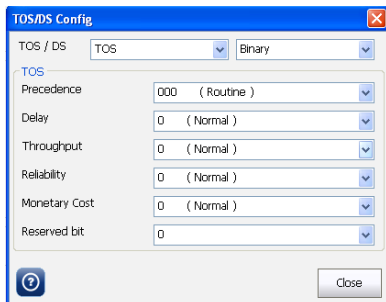 TOS/DS Config
TOS / DS TOS Binary
TOS
Precedence 000 ( Routine )
Delay 0 ( Normal )
Throughput 0 ( Normal )
Reliability 0 ( Normal )
Monetary Cost 0 ( Normal )
Reserved bit 0
? Close